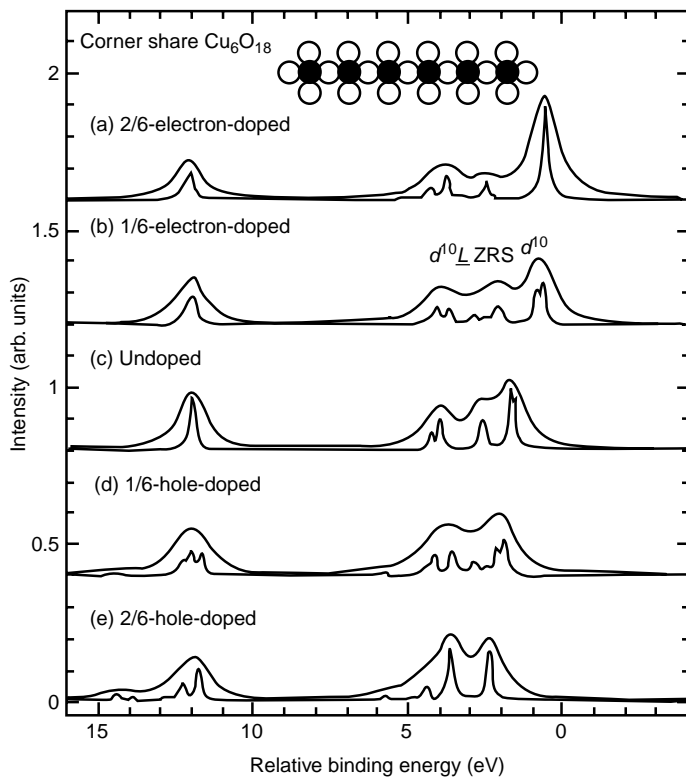 Corner share Cu₆O₁₈
2
(a) 2/6-electron-doped
1.5
(b) 1/6-electron-doped
d¹⁰L ZRS d¹⁰
(c) Undoped
1
Intensity (arb. units)
(d) 1/6-hole-doped
0.5
(e) 2/6-hole-doped
0
15 10 5 0
Relative binding energy (eV)